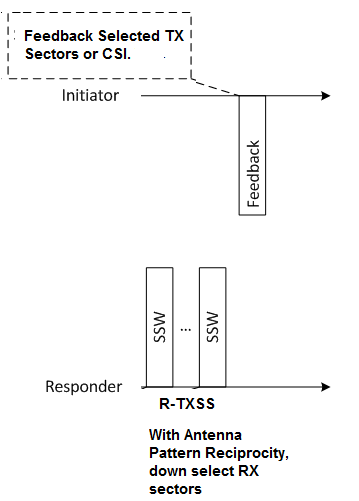 Feedback Selected TX
Sectors or CSI.
Initiator
Feedback
SSW
...
SSW
Responder
R-TXSS
With Antenna
Pattern Reciprocity,
down select RX
sectors